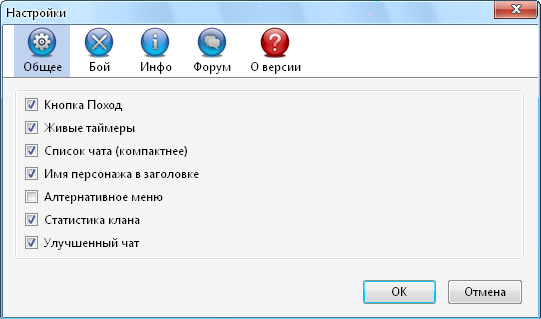 Настройки
Общее Бой Инфо Форум О версии
Кнопка Поход
Живые таймеры
Список чата (компактнее)
Имя персонажа в заголовке
Алтернативное меню
Статистика клана
Улучшенный чат
OK Отмена